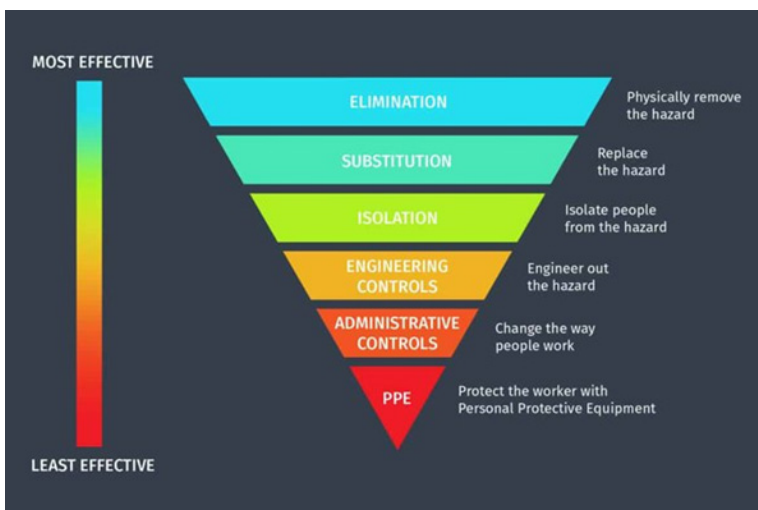 MOST EFFECTIVE
ELIMINATION
Physically remove
the hazard
SUBSTITUTION
Replace
the hazard
ISOLATION
Isolate people
from the hazard
ENGINEERING
CONTROLS
Engineer out
the hazard
ADMINISTRATIVE
CONTROLS
Change the way
people work
PPE
Protect the worker with
Personal Protective Equipment
LEAST EFFECTIVE